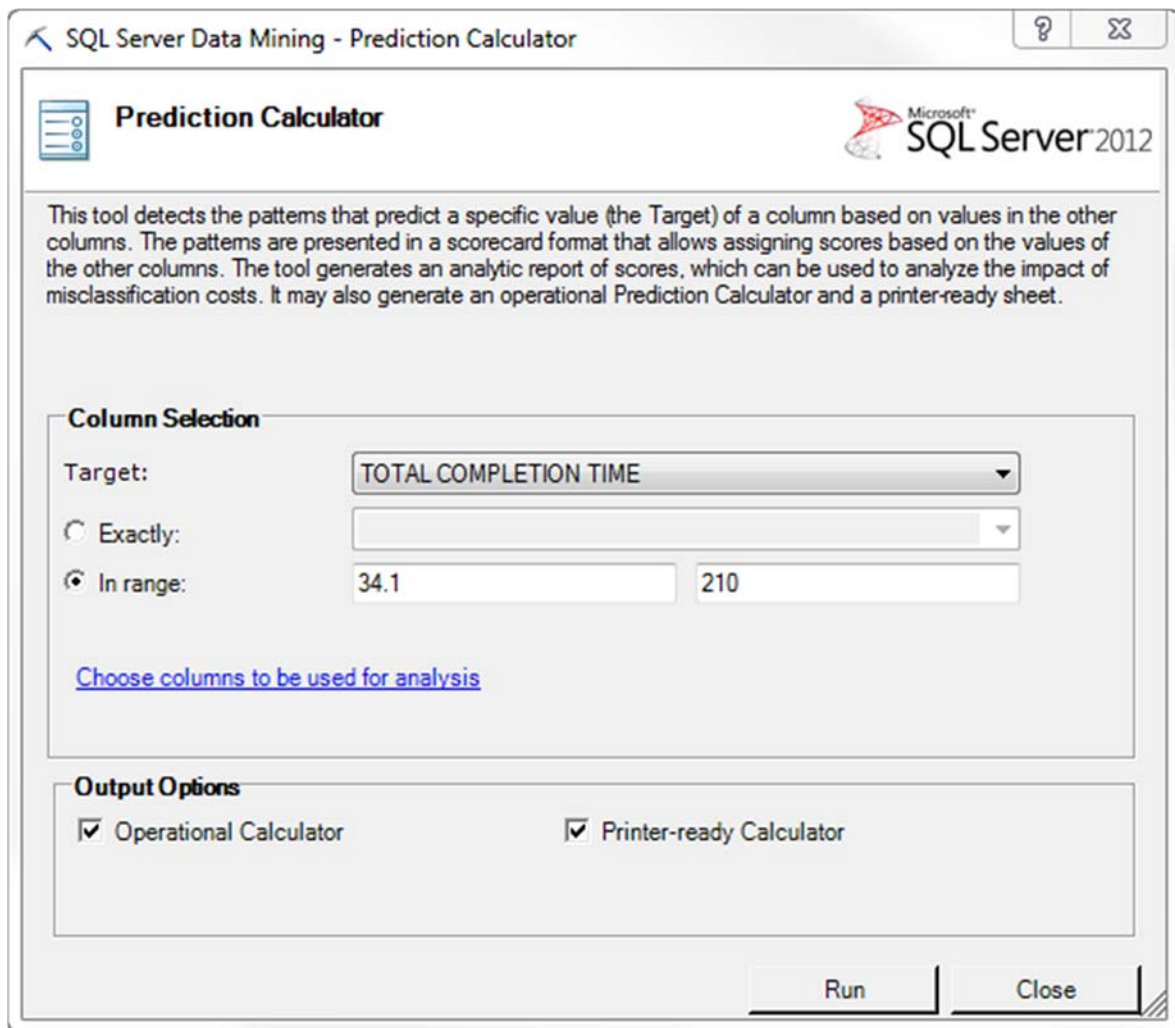 SQL Server Data Mining - Prediction Calculator
?
Prediction Calculator
Microsoft®
SQL Server® 2012
This tool detects the patterns that predict a specific value (the Target) of a column based on values in the other
columns. The patterns are presented in a scorecard format that allows assigning scores based on the values of
the other columns. The tool generates an analytic report of scores, which can be used to analyze the impact of
misclassification costs. It may also generate an operational Prediction Calculator and a printer-ready sheet.
Column Selection
Target:
TOTAL COMPLETION TIME
Exactly:
In range:
34.1
210
Choose columns to be used for analysis
Output Options
Operational Calculator
Printer-ready Calculator
Run
Close